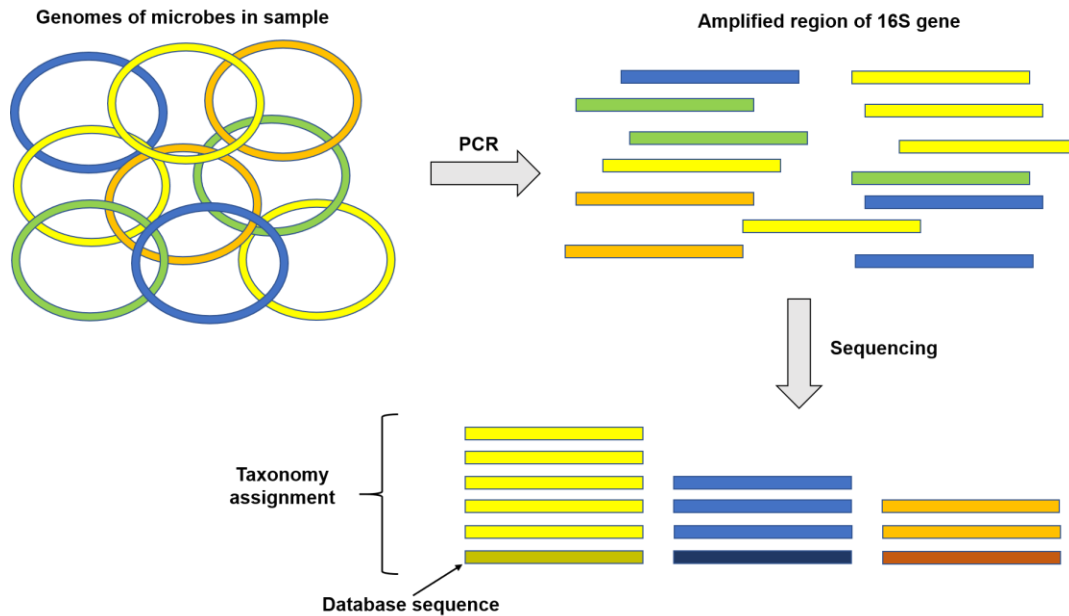 Genomes of microbes in sample
Amplified region of 16S gene
PCR
Sequencing
Taxonomy
assignment
Database sequence